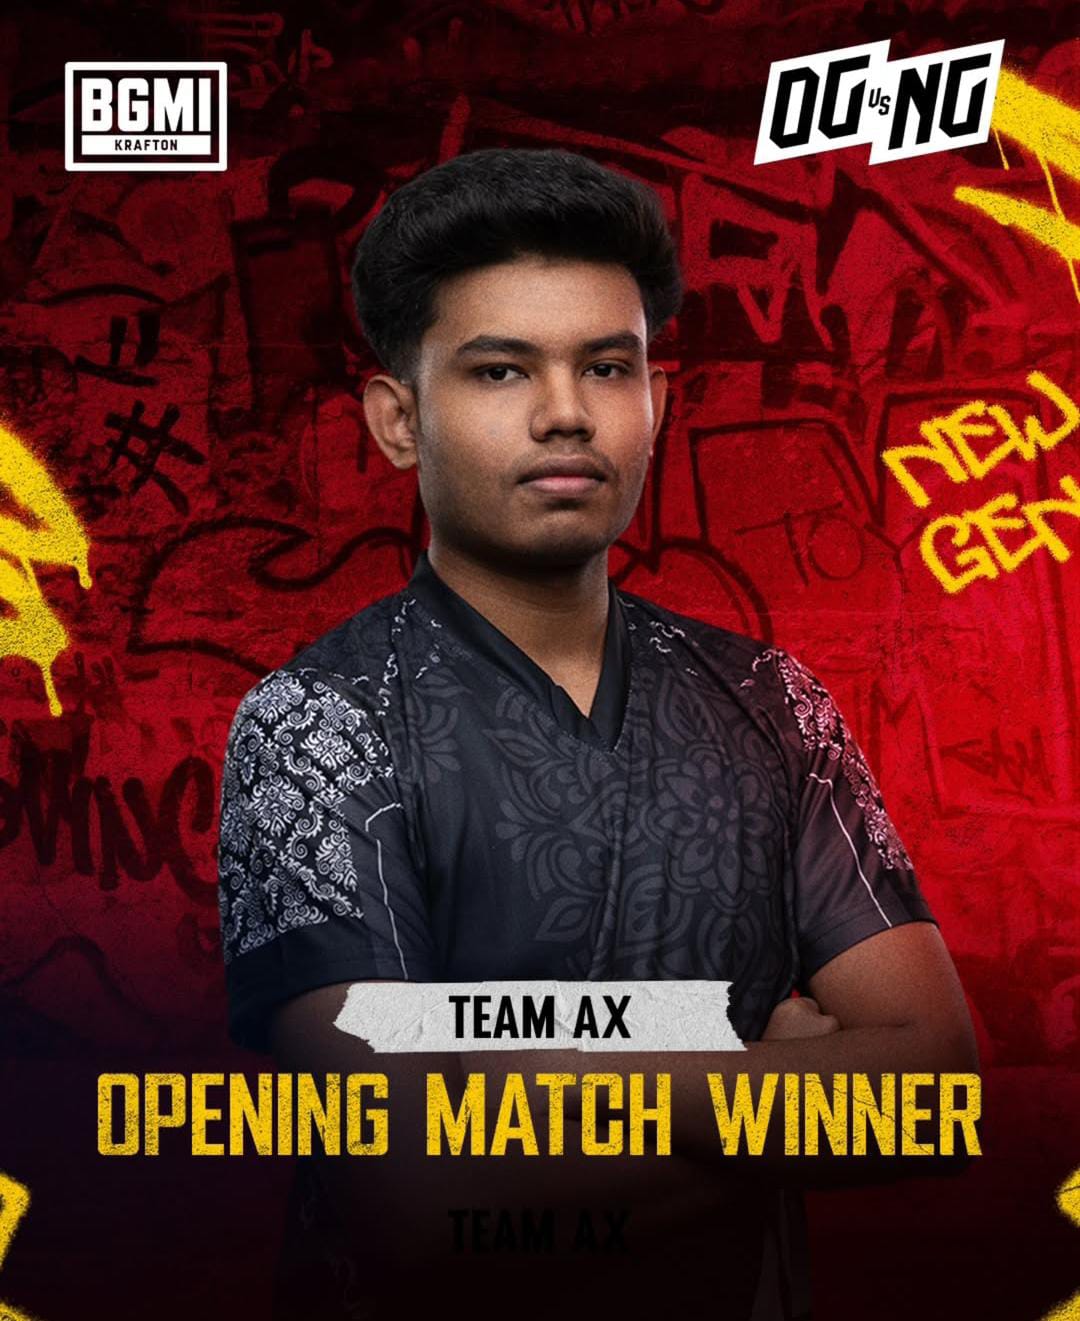 BGMI
KRAFTON
OG vs NG
NEW
GEN
TEAM AX
OPENING MATCH WINNER
TEAM AX